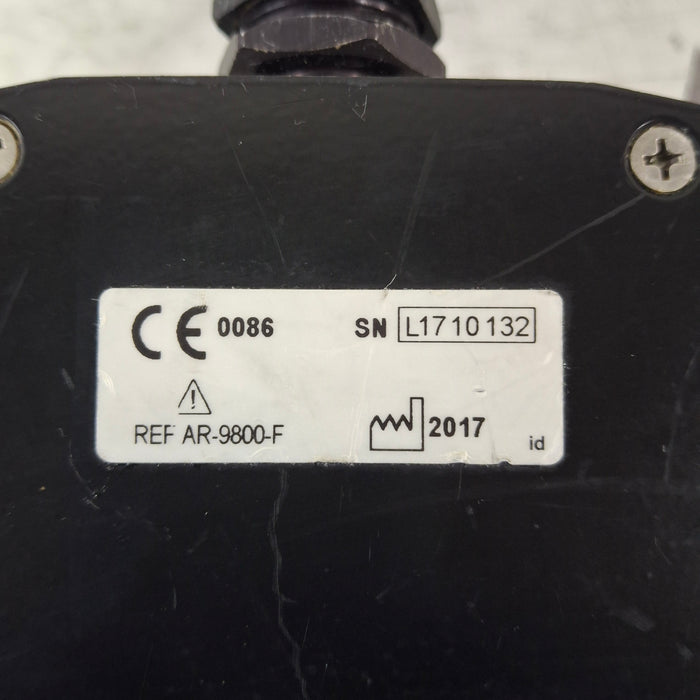 CE 0086 SN L1710132
REF AR-9800-F 2017 id